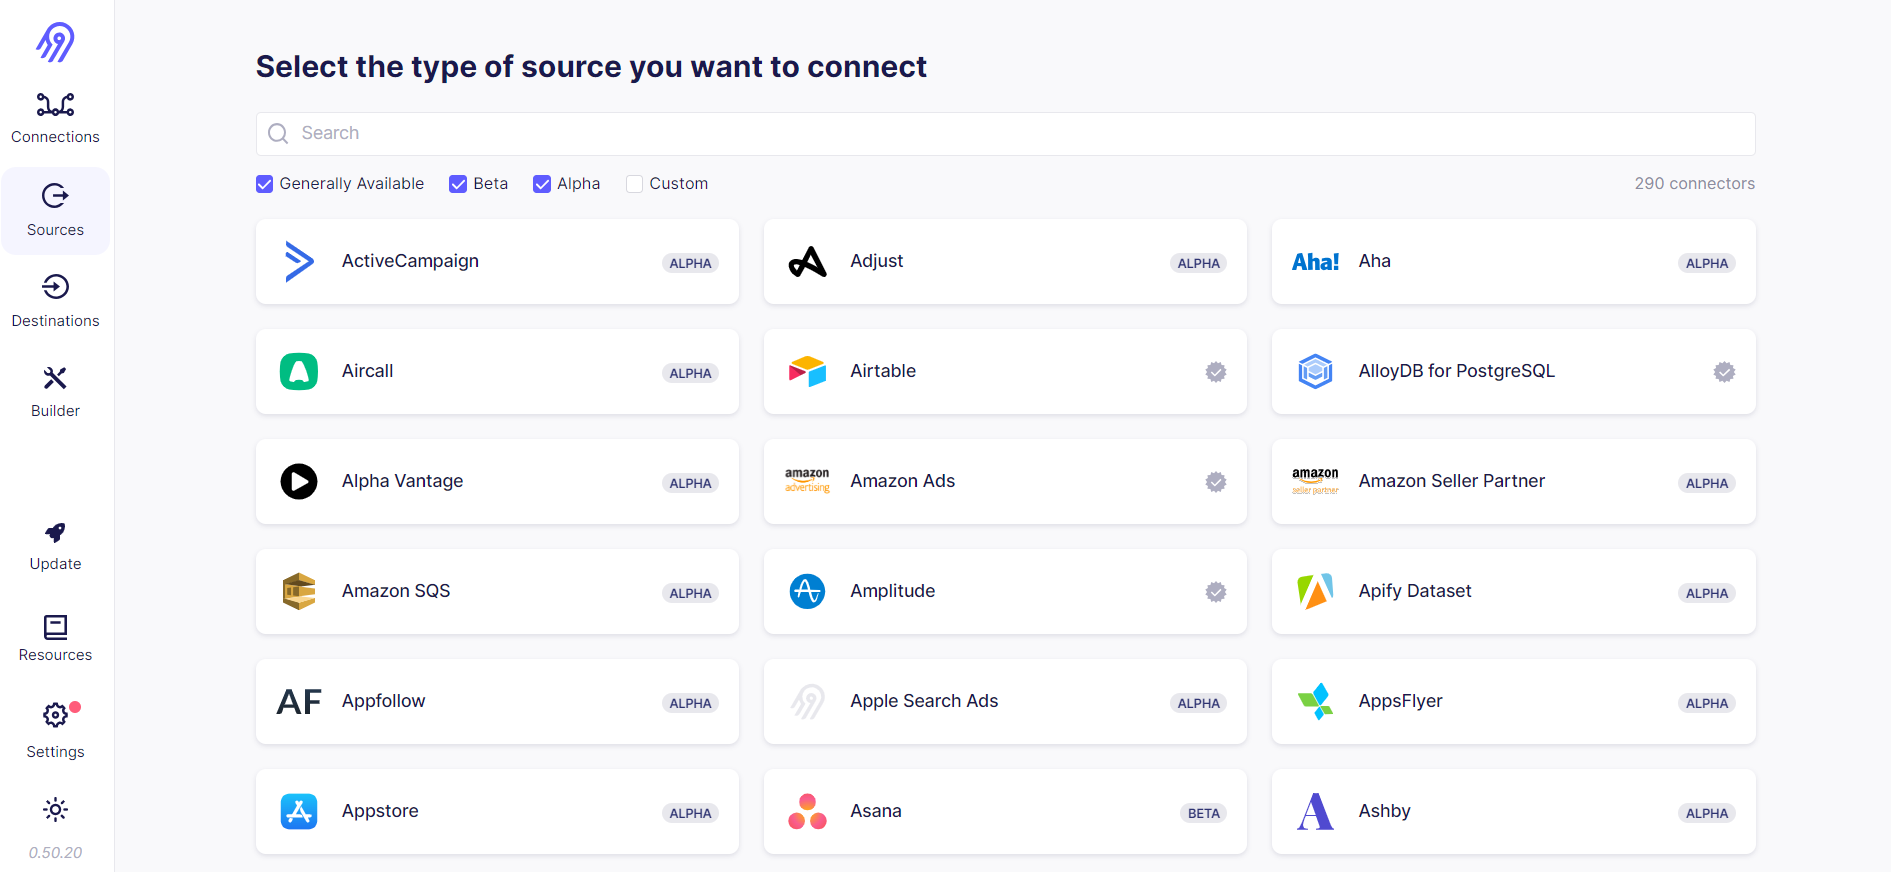 Connections
Sources
Destinations
Builder
Update
Resources
Settings
0.50.20
Select the type of source you want to connect
Search
Generally Available Beta Alpha Custom 290 connectors
ActiveCampaign ALPHA
Adjust ALPHA
Aha! Aha ALPHA
Aircall ALPHA
Airtable
AlloyDB for PostgreSQL
Alpha Vantage ALPHA
amazon advertising Amazon Ads
amazon seller partner Amazon Seller Partner ALPHA
Amazon SQS ALPHA
Amplitude
Apify Dataset ALPHA
AF Appfollow ALPHA
Apple Search Ads ALPHA
AppsFlyer ALPHA
Appstore ALPHA
Asana BETA
A Ashby ALPHA